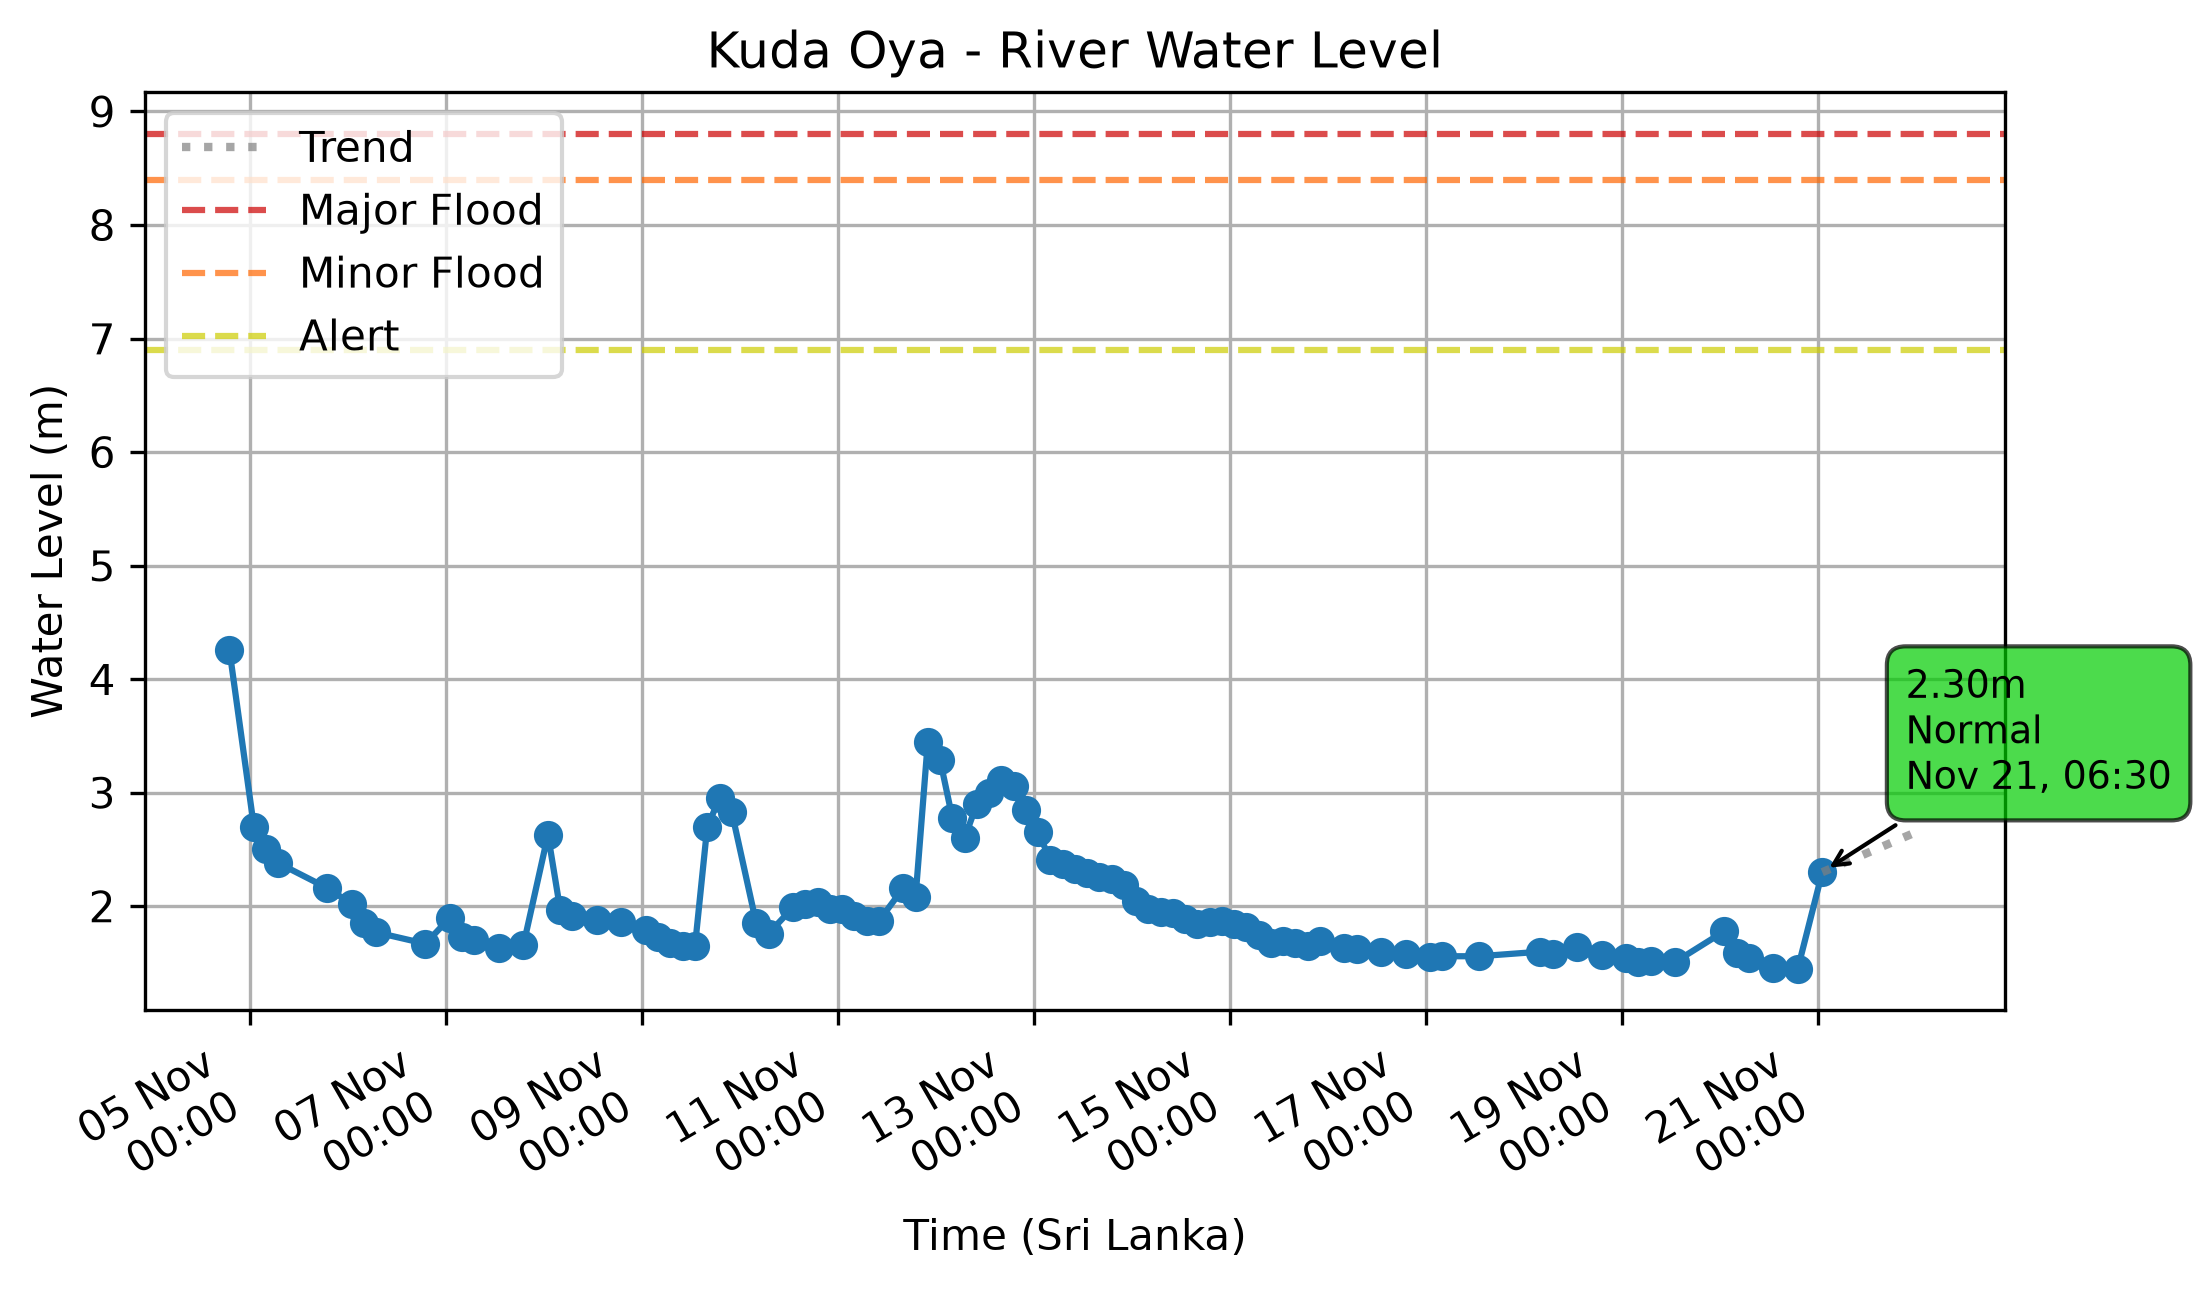 Kuda Oya - River Water Level
9
8
7
6
5
4
3
2
Water Level (m)
Trend
Major Flood
Minor Flood
Alert
2.30m
Normal
Nov 21, 06:30
05 Nov
00:00
07 Nov
00:00
09 Nov
00:00
11 Nov
00:00
13 Nov
00:00
15 Nov
00:00
17 Nov
00:00
19 Nov
00:00
21 Nov
00:00
Time (Sri Lanka)